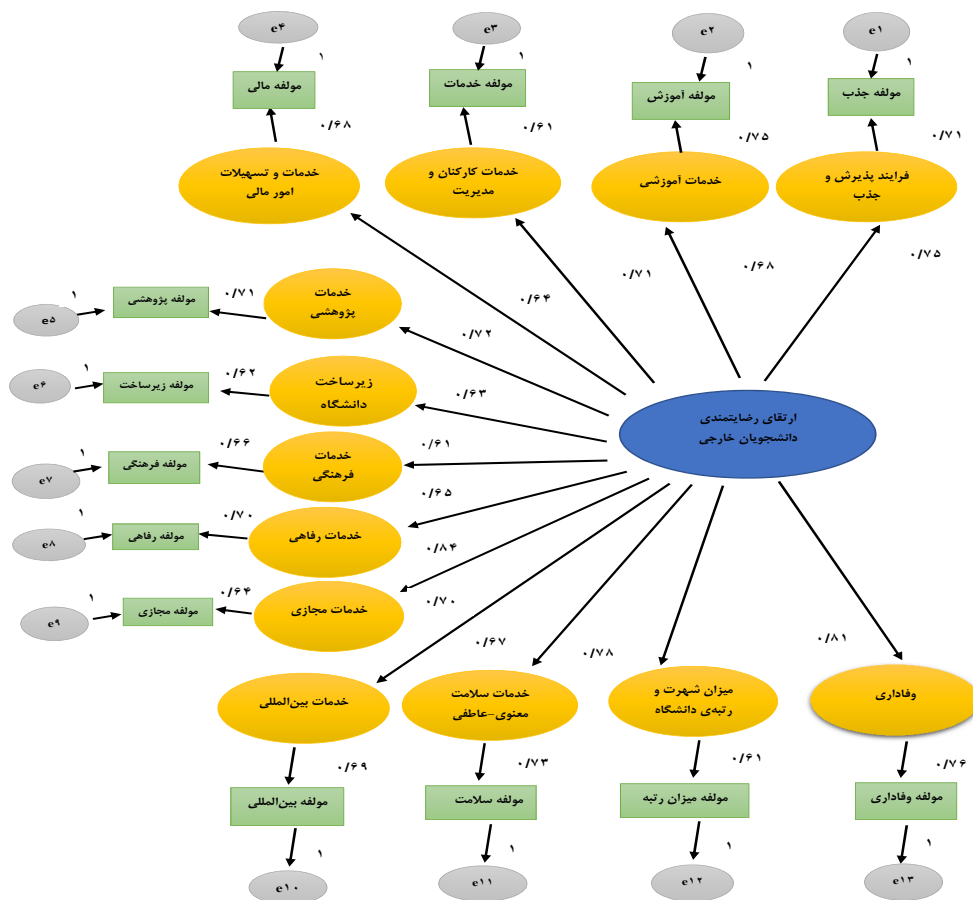 e۴
e۳
e۲
e۱
۱
۱
۱
۱
مولفه مالی
مولفه خدمات
مولفه آموزش
مولفه جذب
۰/۶۸
۰/۶۱
۰/۷۵
۰/۷۱
خدمات و تسهیلات
امور مالی
خدمات کارکنان و
مدیریت
خدمات آموزشی
فرایند پذیرش و
جذب
۰/۶۴
۰/۷۱
۰/۶۸
۰/۷۵
e۵
۱
مولفه پژوهشی
۰/۷۱
خدمات
پژوهشی
۰/۷۲
e۶
۱
مولفه زیرساخت
۰/۶۲
زیرساخت
دانشگاه
۰/۶۳
ارتقای رضایتمندی
دانشجویان خارجی
e۷
۱
مولفه فرهنگی
۰/۶۶
خدمات
فرهنگی
۰/۶۱
e۸
۱
مولفه رفاهی
۰/۷۰
خدمات رفاهی
۰/۶۵
e۹
۱
مولفه مجازی
۰/۶۴
خدمات مجازی
۰/۸۴
۰/۷۰
۰/۶۷
۰/۷۸
۰/۸۱
خدمات بین‌المللی
خدمات سلامت
معنوی-عاطفی
میزان شهرت و
رتبه‌ی دانشگاه
وفاداری
۰/۶۹
۰/۷۳
۰/۶۱
۰/۷۶
مولفه بین‌المللی
مولفه سلامت
مولفه میزان رتبه
مولفه وفاداری
۱
۱
۱
۱
e۱۰
e۱۱
e۱۲
e۱۳